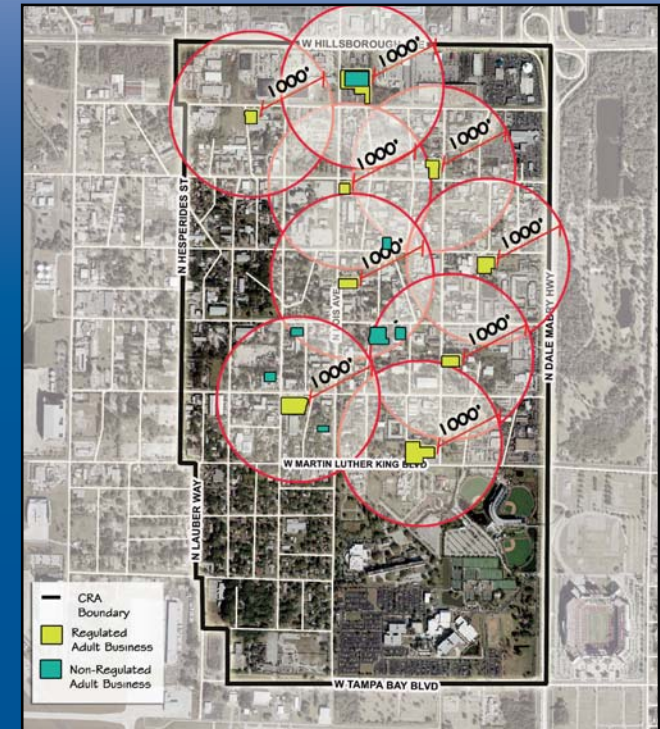 W HILLSBOROUGH
1000'
1000'
1000'
1000'
N HESPERIDES ST
1000'
1000'
AVE
N DALE MABRY HWY
1000'
1000'
1000'
W MARTIN LUTHER KING BLVD
N LAUBER WAY
CRA
Boundary
Regulated
Adult Business
Non-Regulated
Adult Business
W TAMPA BAY BLVD